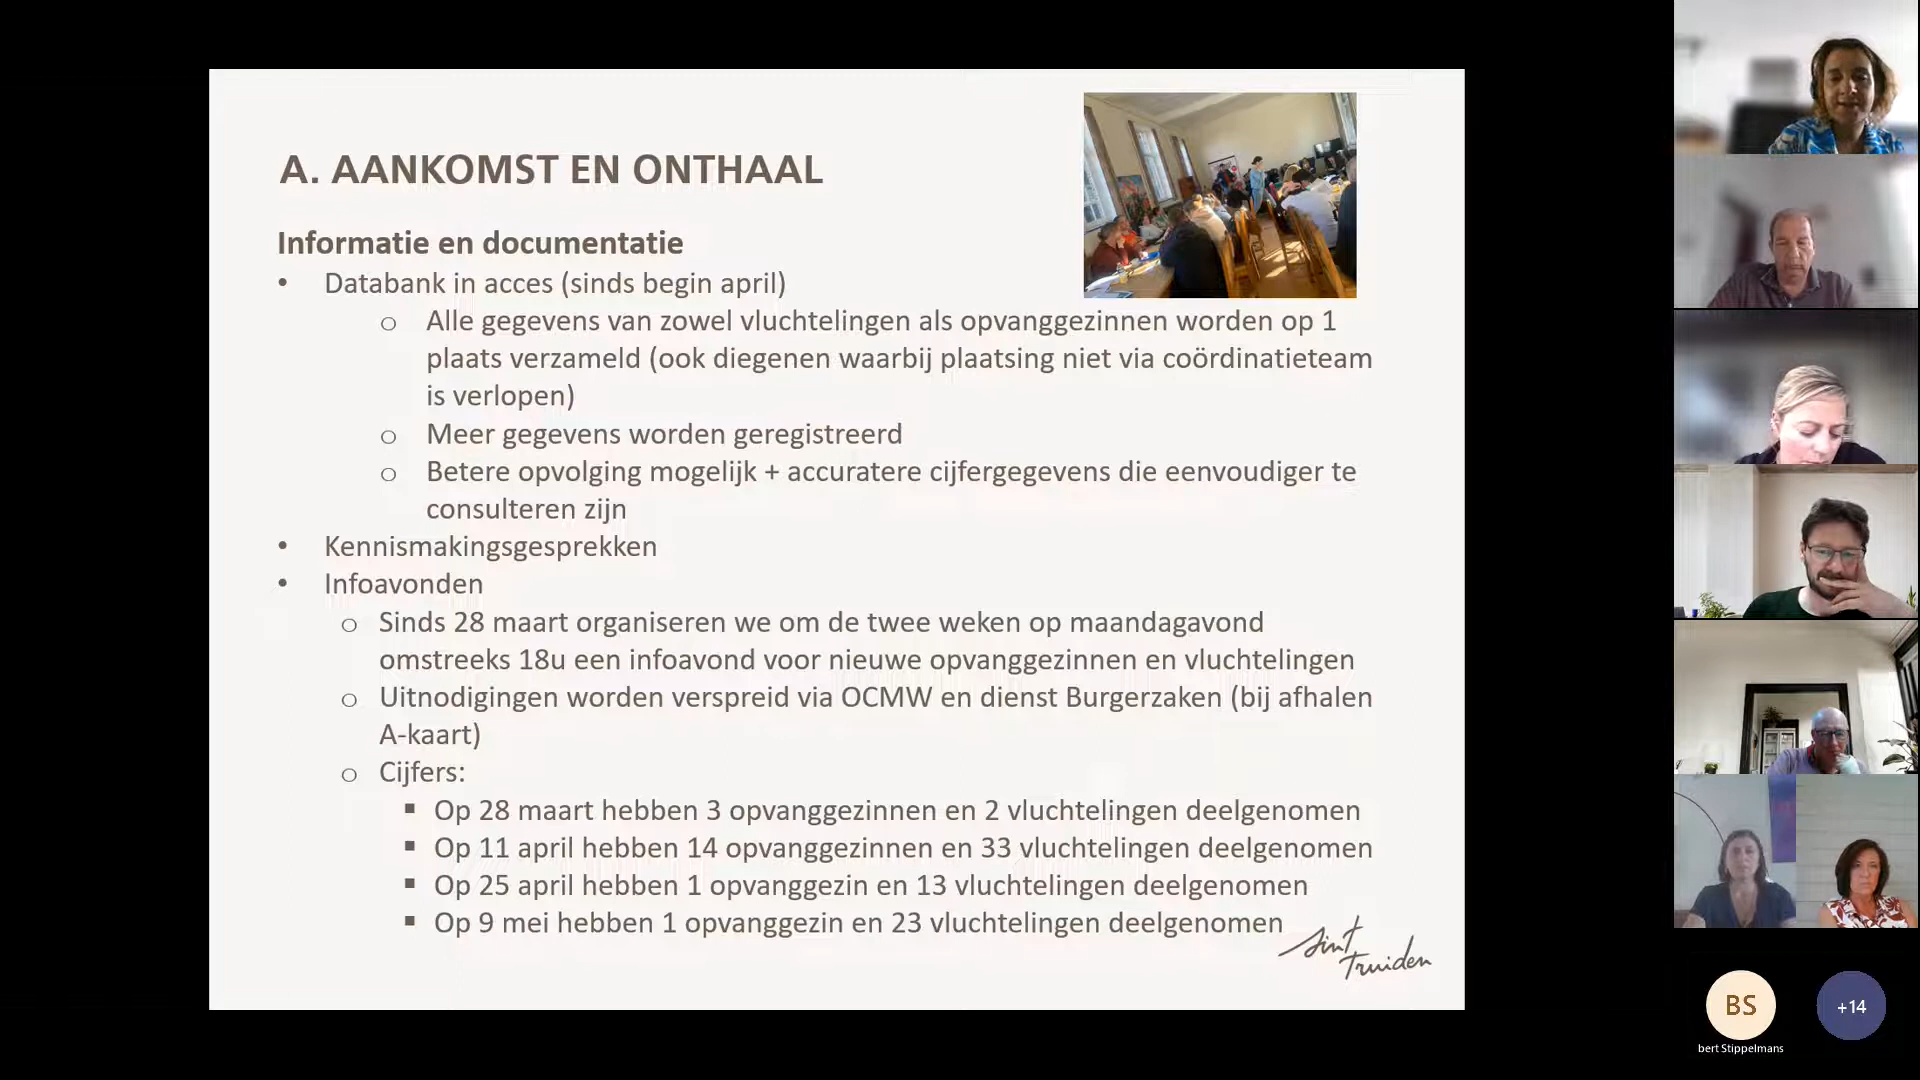 A. AANKOMST EN ONTHAAL
Informatie en documentatie
• Databank in acces (sinds begin april)
o Alle gegevens van zowel vluchtelingen als opvanggezinnen worden op 1
plaats verzameld (ook diegenen waarbij plaatsing niet via coördinatieteam
is verlopen)
o Meer gegevens worden geregistreerd
o Betere opvolging mogelijk + accuratere cijfergegevens die eenvoudiger te
consulteren zijn
• Kennismakingsgesprekken
• Infoavonden
o Sinds 28 maart organiseren we om de twee weken op maandagavond
omstreeks 18u een infoavond voor nieuwe opvanggezinnen en vluchtelingen
o Uitnodigingen worden verspreid via OCMW en dienst Burgerzaken (bij afhalen
A-kaart)
o Cijfers:
▪ Op 28 maart hebben 3 opvanggezinnen en 2 vluchtelingen deelgenomen
▪ Op 11 april hebben 14 opvanggezinnen en 33 vluchtelingen deelgenomen
▪ Op 25 april hebben 1 opvanggezin en 13 vluchtelingen deelgenomen
▪ Op 9 mei hebben 1 opvanggezin en 23 vluchtelingen deelgenomen
Sint
Truiden
BS
+14
bert Stippelmans